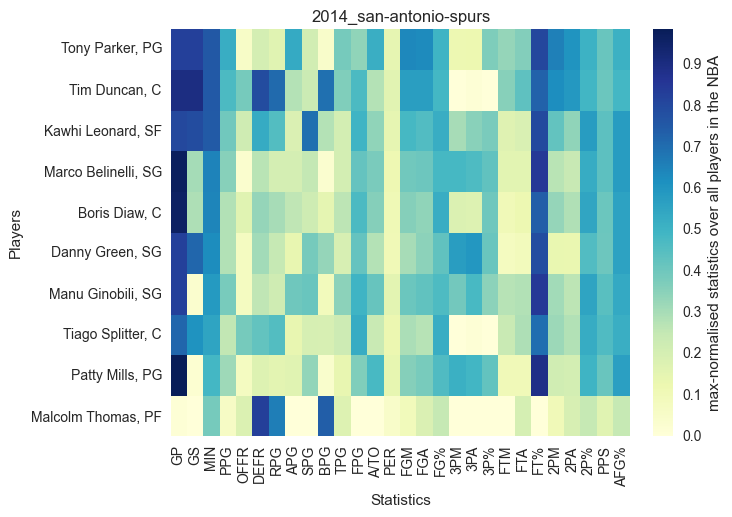 2014_san-antonio-spurs
Players
Tony Parker, PG
Tim Duncan, C
Kawhi Leonard, SF
Marco Belinelli, SG
Boris Diaw, C
Danny Green, SG
Manu Ginobili, SG
Tiago Splitter, C
Patty Mills, PG
Malcolm Thomas, PF
GP GS MIN PPG OFFR DEFR RPG APG SPG BPG TPG FPG A/TO PER FGM FGA FG% 3PM 3PA 3P% FTM FTA FT% 2PM 2PA 2P% PPS AFG%
Statistics
0.9
0.8
0.7
0.6
0.5
0.4
0.3
0.2
0.1
0.0
max-normalised statistics over all players in the NBA